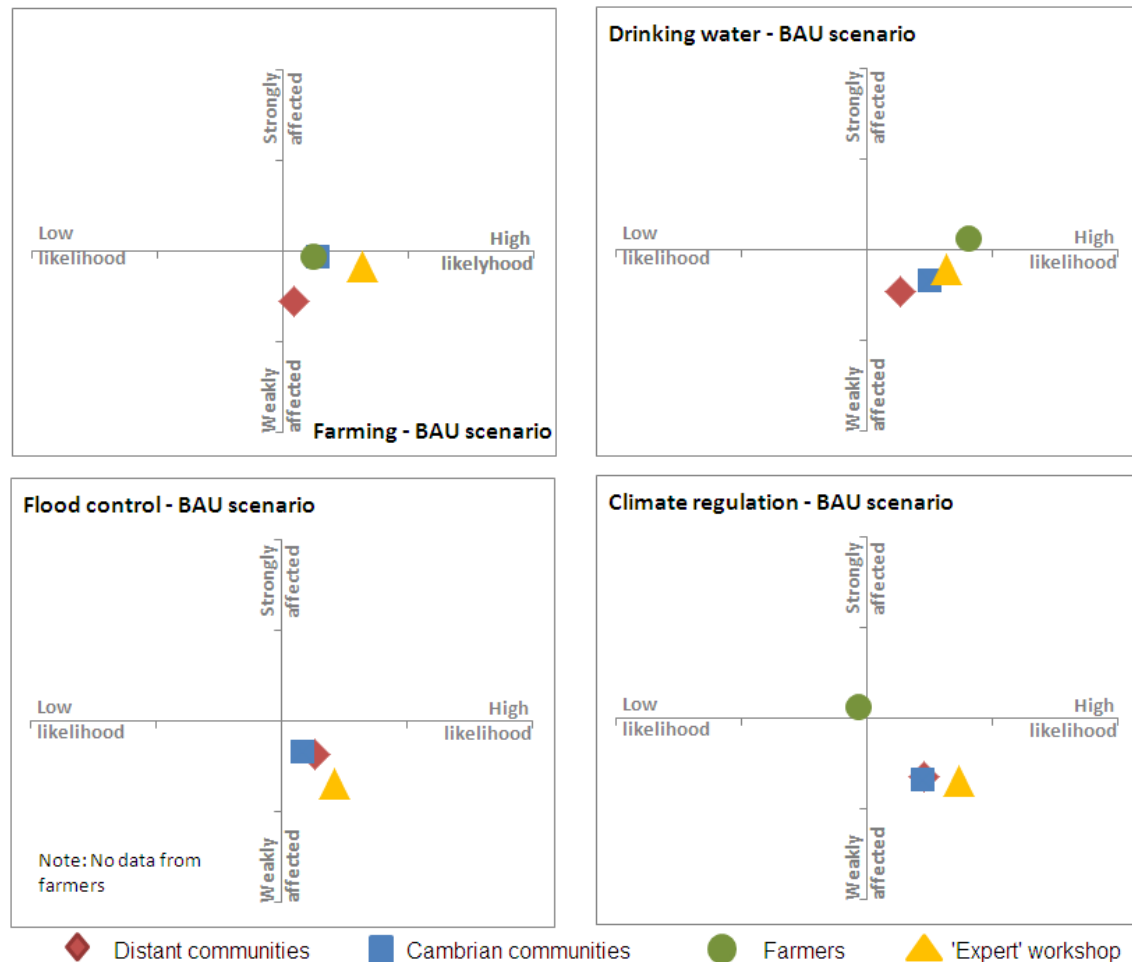 Strongly
affected
Low
likelihood
High
likelyhood
Weakly
affected
Farming - BAU scenario
Drinking water - BAU scenario
Strongly
affected
Low
likelihood
High
likelihood
Weakly
affected
Flood control - BAU scenario
Strongly
affected
Low
likelihood
High
likelihood
Weakly
affected
Note: No data from
farmers
Climate regulation - BAU scenario
Strongly
affected
Low
likelihood
High
likelihood
Weakly
affected
Distant communities
Cambrian communities
Farmers
'Expert' workshop